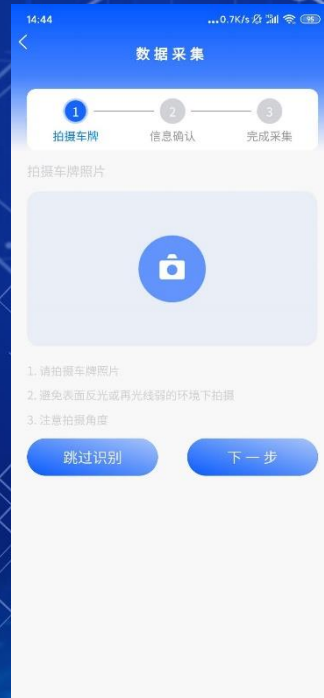 14:44
...0.7K/s 95
数据采集
1 2 3
拍摄车牌 信息确认 完成采集
拍摄车牌照片
1. 请拍摄车牌照片
2. 避免表面反光或再光线弱的环境下拍摄
3. 注意拍摄角度
跳过识别 下一步